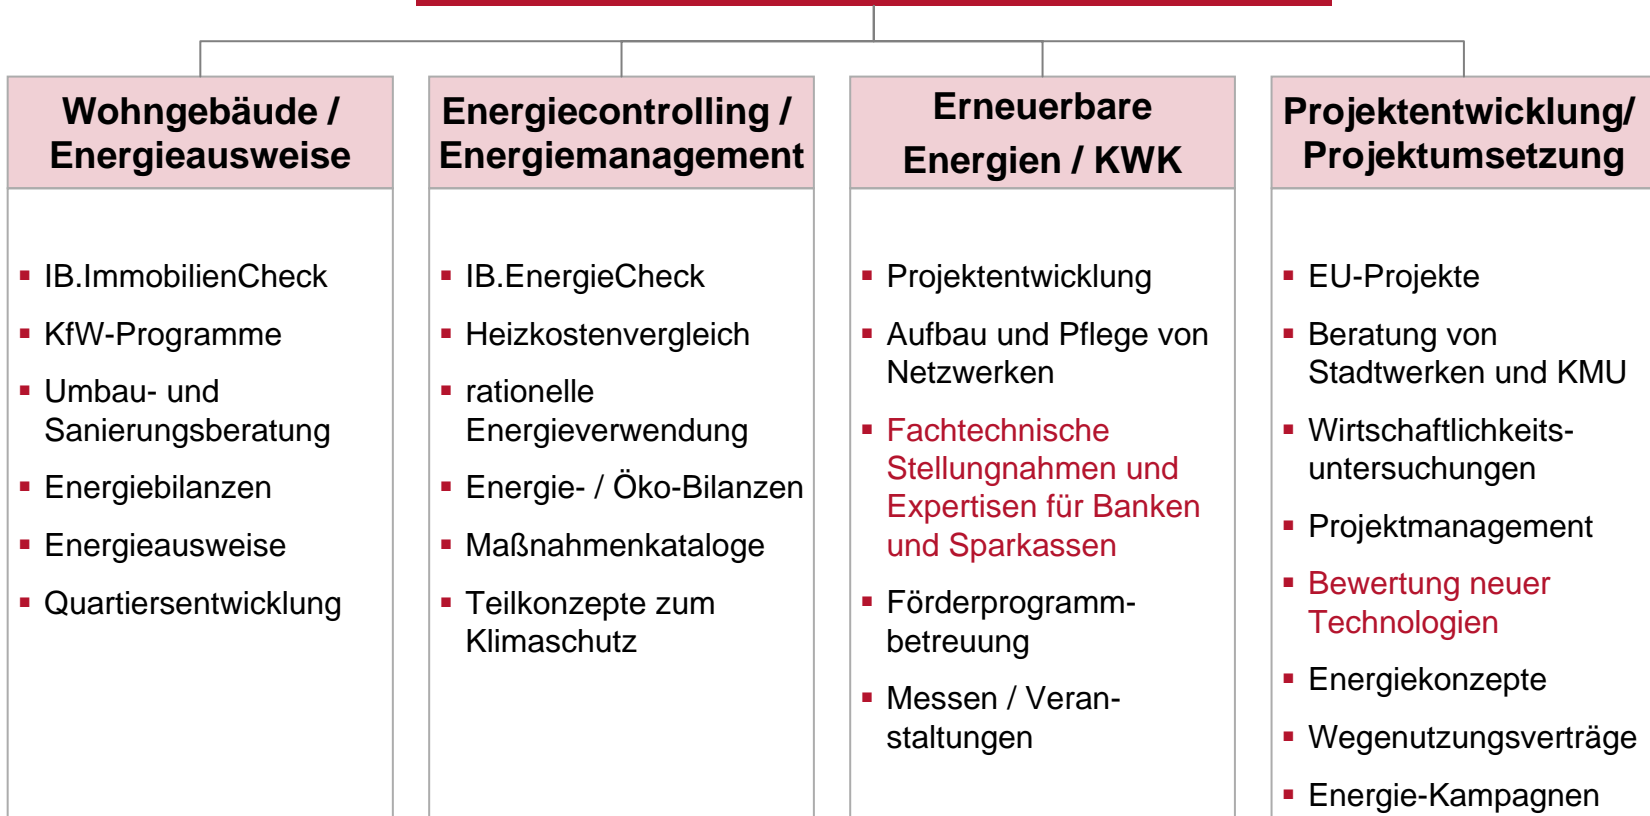 Wohngebäude /
Energieausweise
▪ IB.ImmobilienCheck
▪ KfW-Programme
▪ Umbau- und
Sanierungsberatung
▪ Energiebilanzen
▪ Energieausweise
▪ Quartiersentwicklung
Energiecontrolling /
Energiemanagement
▪ IB.EnergieCheck
▪ Heizkostenvergleich
▪ rationelle
Energieverwendung
▪ Energie- / Öko-Bilanzen
▪ Maßnahmenkataloge
▪ Teilkonzepte zum
Klimaschutz
Erneuerbare
Energien / KWK
▪ Projektentwicklung
▪ Aufbau und Pflege von
Netzwerken
▪ Fachtechnische
Stellungnahmen und
Expertisen für Banken
und Sparkassen
▪ Förderprogramm-
betreuung
▪ Messen / Veran-
staltungen
Projektentwicklung/
Projektumsetzung
▪ EU-Projekte
▪ Beratung von
Stadtwerken und KMU
▪ Wirtschaftlichkeits-
untersuchungen
▪ Projektmanagement
▪ Bewertung neuer
Technologien
▪ Energiekonzepte
▪ Wegenutzungsverträge
▪ Energie-Kampagnen